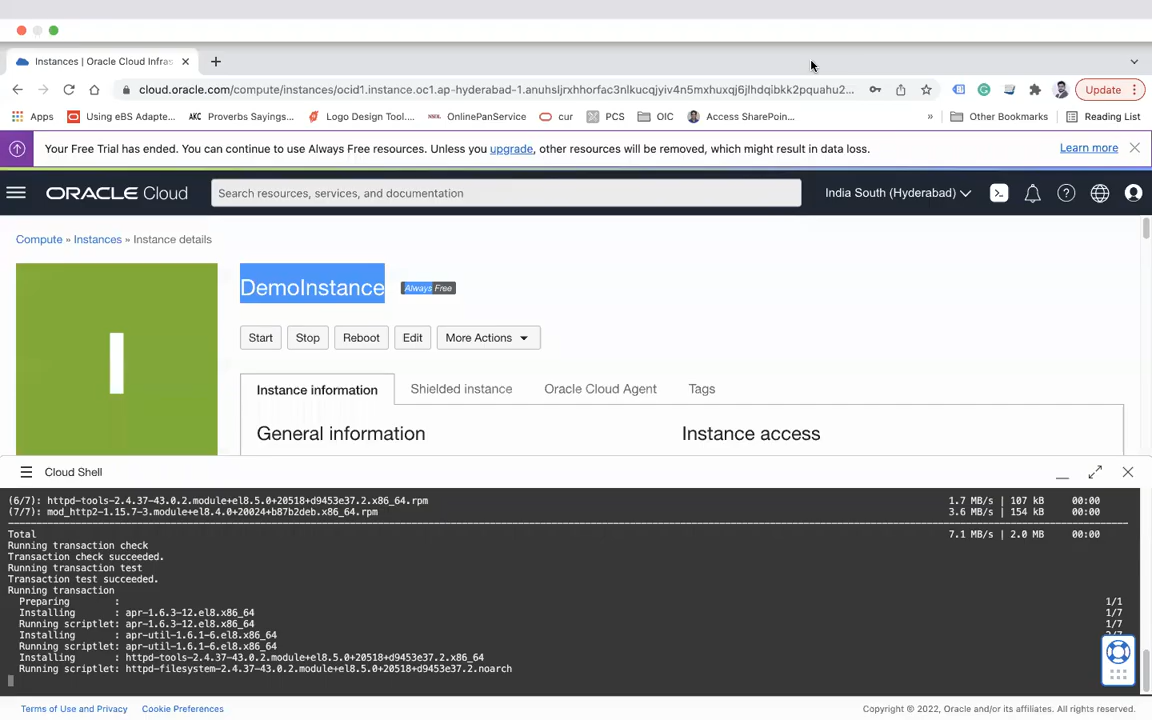 Instances | Oracle Cloud Infras
cloud.oracle.com/compute/instances/ocid1.instance.oc1.ap-hyderabad-1.anuhsljrxhhorfac3nlkucqjyiv4n5mxhuxqj6jlhdqibkk2pquahu2...
Update
Apps
Using eBS Adapte...
AKC Proverbs Sayings...
Logo Design Tool....
OnlinePanService
cur
PCS
OIC
Access SharePoin...
»
Other Bookmarks
Reading List
Your Free Trial has ended. You can continue to use Always Free resources. Unless you upgrade, other resources will be removed, which might result in data loss.
Learn more
ORACLE Cloud
Search resources, services, and documentation
India South (Hyderabad)
Compute » Instances » Instance details
I
DemoInstance
Always Free
Start
Stop
Reboot
Edit
More Actions
Instance information
Shielded instance
Oracle Cloud Agent
Tags
General information
Instance access
Cloud Shell
(6/7): httpd-tools-2.4.37-43.0.2.module+el8.5.0+20518+d9453e37.2.x86_64.rpm 1.7 MB/s | 107 kB 00:00
(7/7): mod_http2-1.15.7-3.module+el8.4.0+20024+b87b2deb.x86_64.rpm 3.6 MB/s | 154 kB 00:00
Total 7.1 MB/s | 2.0 MB 00:00
Running transaction check
Transaction check succeeded.
Running transaction test
Transaction test succeeded.
Running transaction
Preparing : 1/1
Installing : apr-1.6.3-12.el8.x86_64 1/7
Running scriptlet: apr-1.6.3-12.el8.x86_64 1/7
Installing : apr-util-1.6.1-6.el8.x86_64
Running scriptlet: apr-util-1.6.1-6.el8.x86_64
Installing : httpd-tools-2.4.37-43.0.2.module+el8.5.0+20518+d9453e37.2.x86_64
Running scriptlet: httpd-filesystem-2.4.37-43.0.2.module+el8.5.0+20518+d9453e37.2.noarch
Terms of Use and Privacy
Cookie Preferences
Copyright © 2022, Oracle and/or its affiliates. All rights reserved.